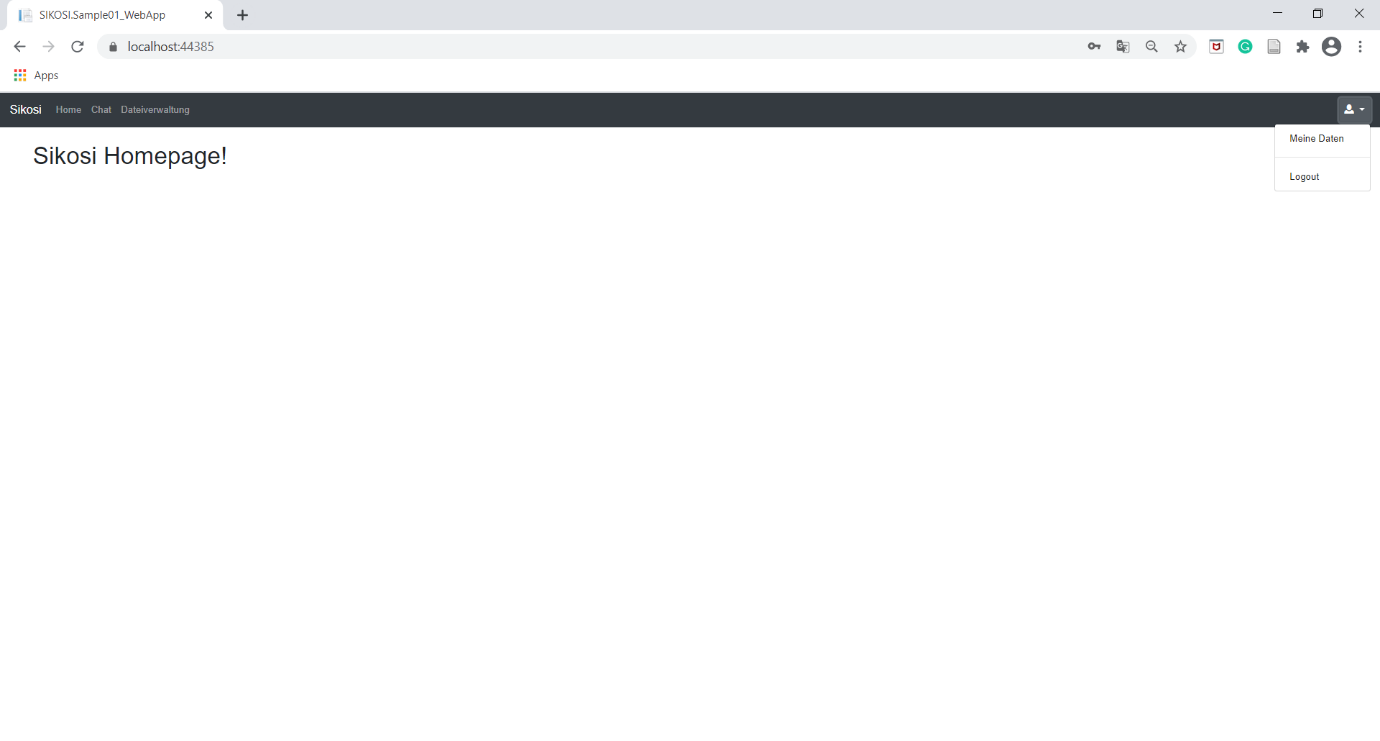 SIKOSI.Sample01_WebApp
localhost:44385
Apps
Sikosi Home Chat Dateiverwaltung
Meine Daten
Sikosi Homepage!
Logout